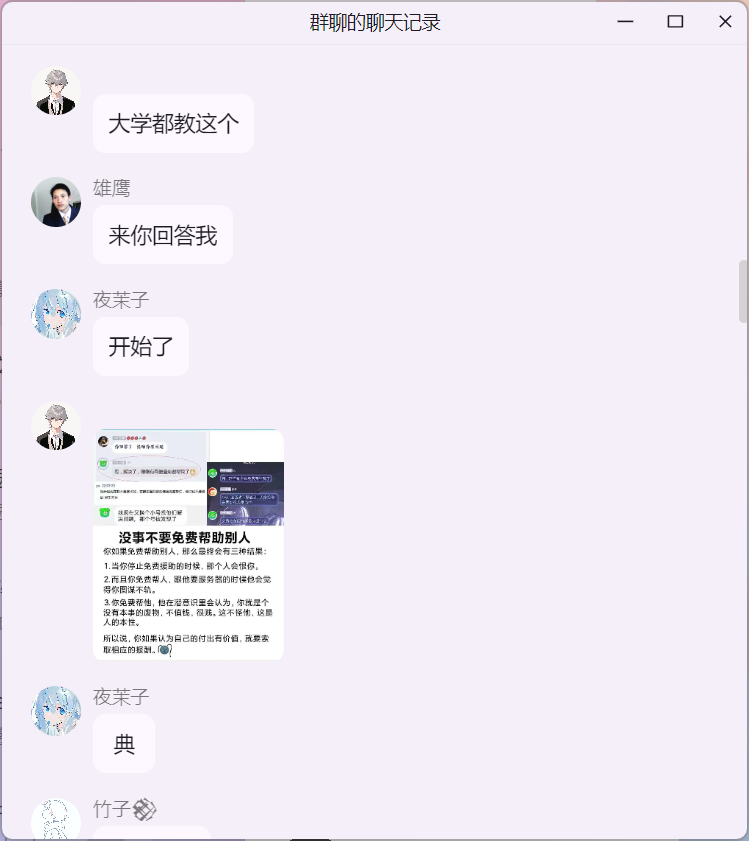 群聊的聊天记录
大学都教这个
雄鹰
来你回答我
夜茉子
开始了
没事不要免费帮助别人
你如果免费帮助别人，那么最终会有三种结果：
1.当你停止免费援助的时候，那个人会恨你。
2.而且你免费帮人，跟他要服务器的时候他会觉
得你图谋不轨。
3.你免费帮他，他在潜意识里会认为，你就是个
没有本事的废物，不值钱，很贱。这不怪他，这是
人的本性。
所以说，你如果认为自己的付出有价值，就要索
取相应的报酬。
夜茉子
典
竹子